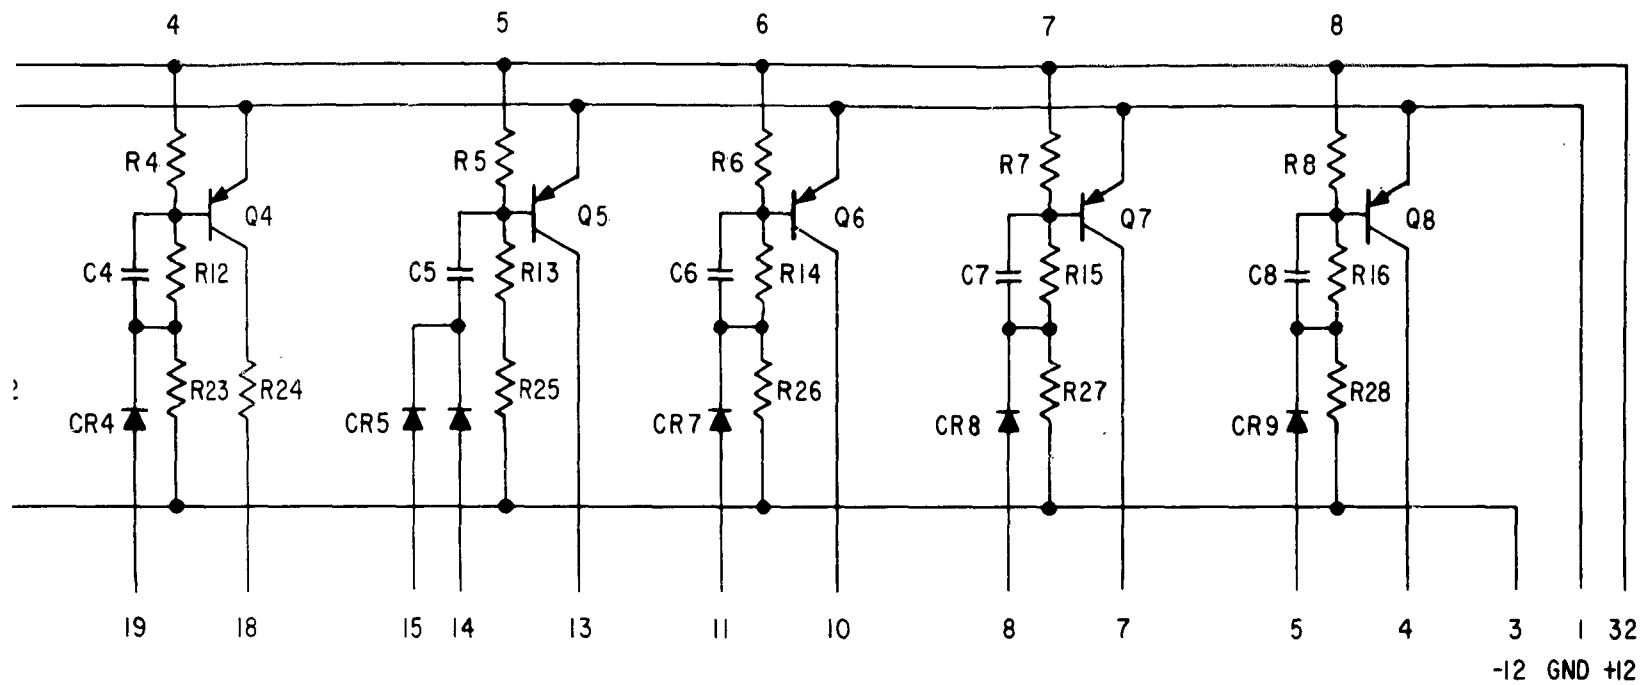 4 5 6 7 8
R4 R5 R6 R7 R8
Q4 Q5 Q6 Q7 Q8
C4 R12 C5 R13 C6 R14 C7 R15 C8 R16
R23 R24 R25 R26 R27 R28
CR4 CR5 CR7 CR8 CR9
19 18 15 14 13 11 10 8 7 5 4 3 1 32
-12 GND +12